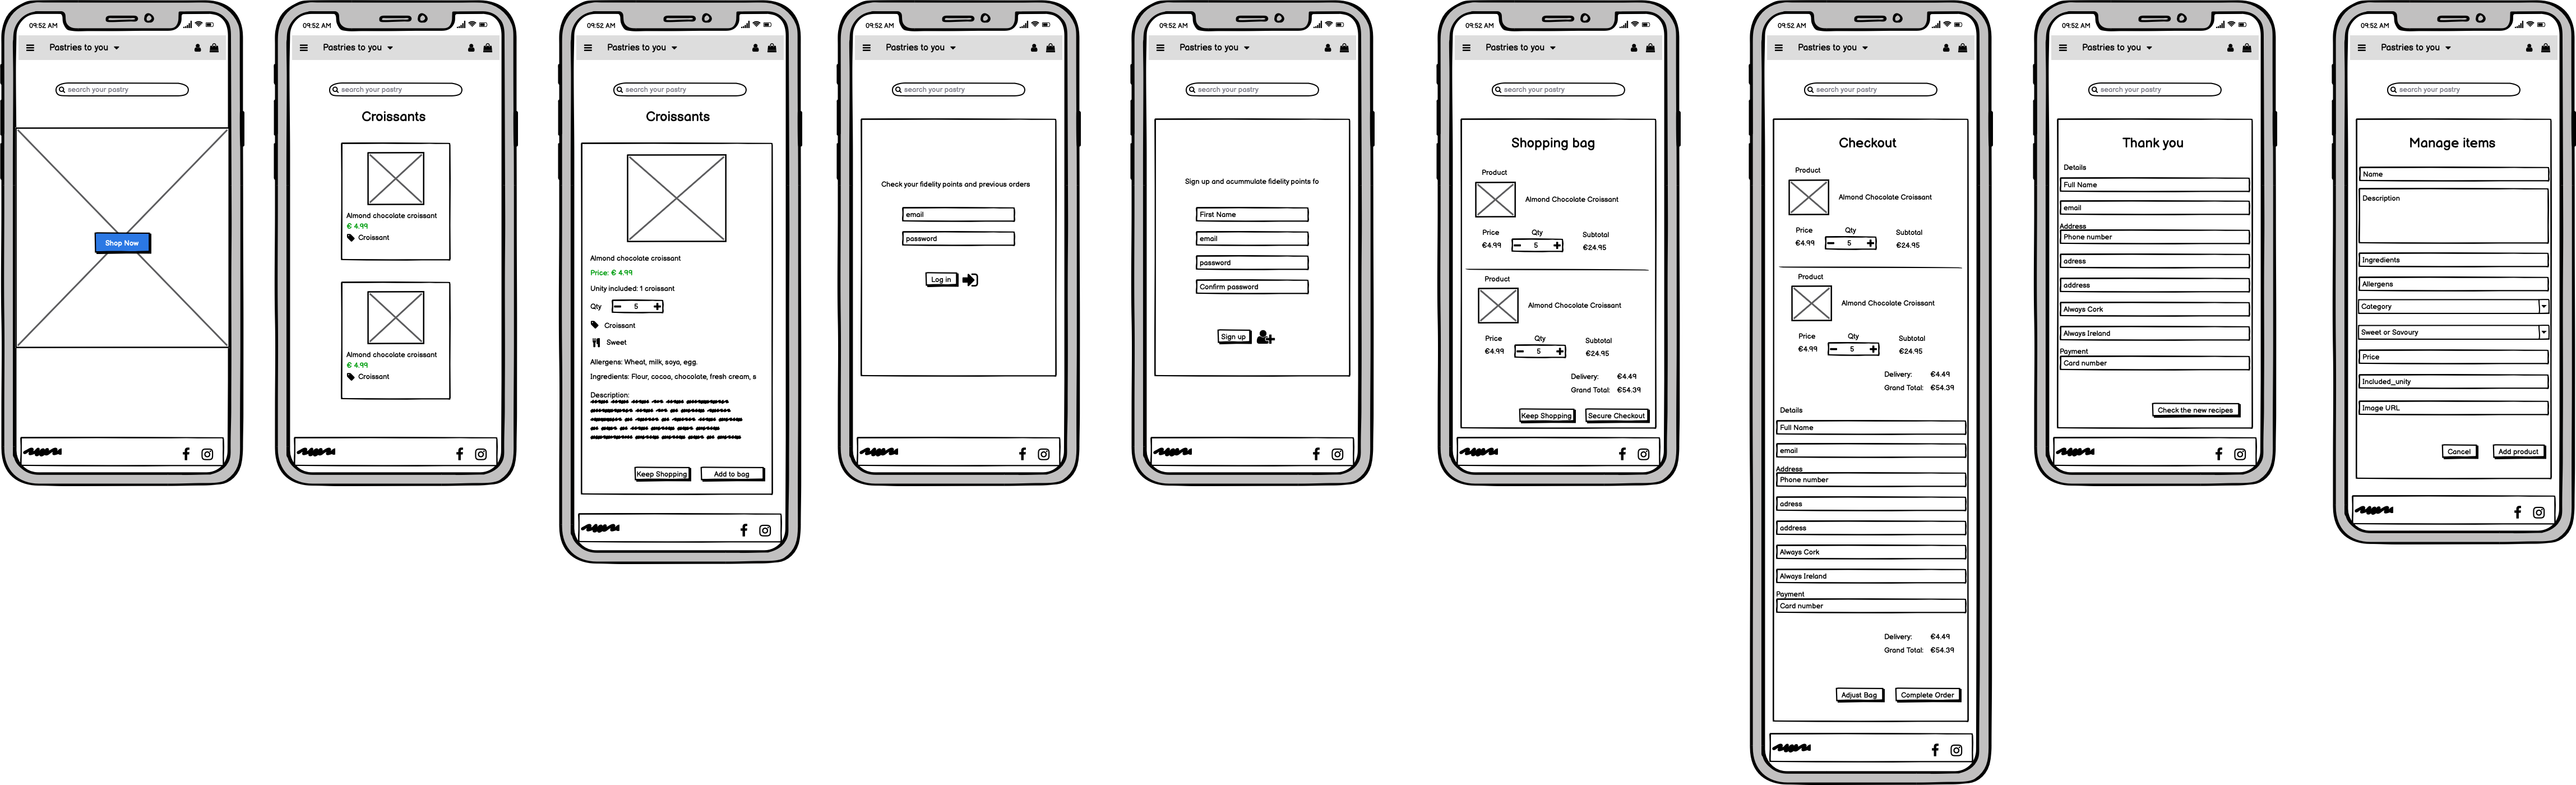 09:52 AM
Pastries to you
search your pastry
Shop Now
09:52 AM
Pastries to you
search your pastry
Croissants
Almond chocolate croissant
€ 4.99
Croissant
Almond chocolate croissant
€ 4.99
Croissant
09:52 AM
Pastries to you
search your pastry
Croissants
Almond chocolate croissant
Price: € 4.99
Unity included: 1 croissant
Qty 5
Croissant
Sweet
Allergens: Wheat, milk, soya, egg.
Ingredients: Flour, cocoa, chocolate, fresh cream, s
Description:
Keep Shopping Add to bag
09:52 AM
Pastries to you
search your pastry
Check your fidelity points and previous orders
email
password
Log in
09:52 AM
Pastries to you
search your pastry
Sign up and acummulate fidelity points fo
First Name
email
password
Confirm password
Sign up
09:52 AM
Pastries to you
search your pastry
Shopping bag
Product
Almond Chocolate Croissant
Price Qty Subtotal
€4.99 5 €24.95
Product
Almond Chocolate Croissant
Price Qty Subtotal
€4.99 5 €24.95
Delivery: €4.49
Grand Total: €54.39
Keep Shopping Secure Checkout
09:52 AM
Pastries to you
search your pastry
Checkout
Product
Almond Chocolate Croissant
Price Qty Subtotal
€4.99 5 €24.95
Product
Almond Chocolate Croissant
Price Qty Subtotal
€4.99 5 €24.95
Delivery: €4.49
Grand Total: €54.39
Details
Full Name
email
Address
Phone number
adress
address
Always Cork
Always Ireland
Payment
Card number
Delivery: €4.49
Grand Total: €54.39
Adjust Bag Complete Order
09:52 AM
Pastries to you
search your pastry
Thank you
Details
Full Name
email
Address
Phone number
adress
address
Always Cork
Always Ireland
Payment
Card number
Check the new recipes
09:52 AM
Pastries to you
search your pastry
Manage items
Name
Description
Ingredients
Allergens
Category
Sweet or Savoury
Price
Included_unity
Image URL
Cancel Add product